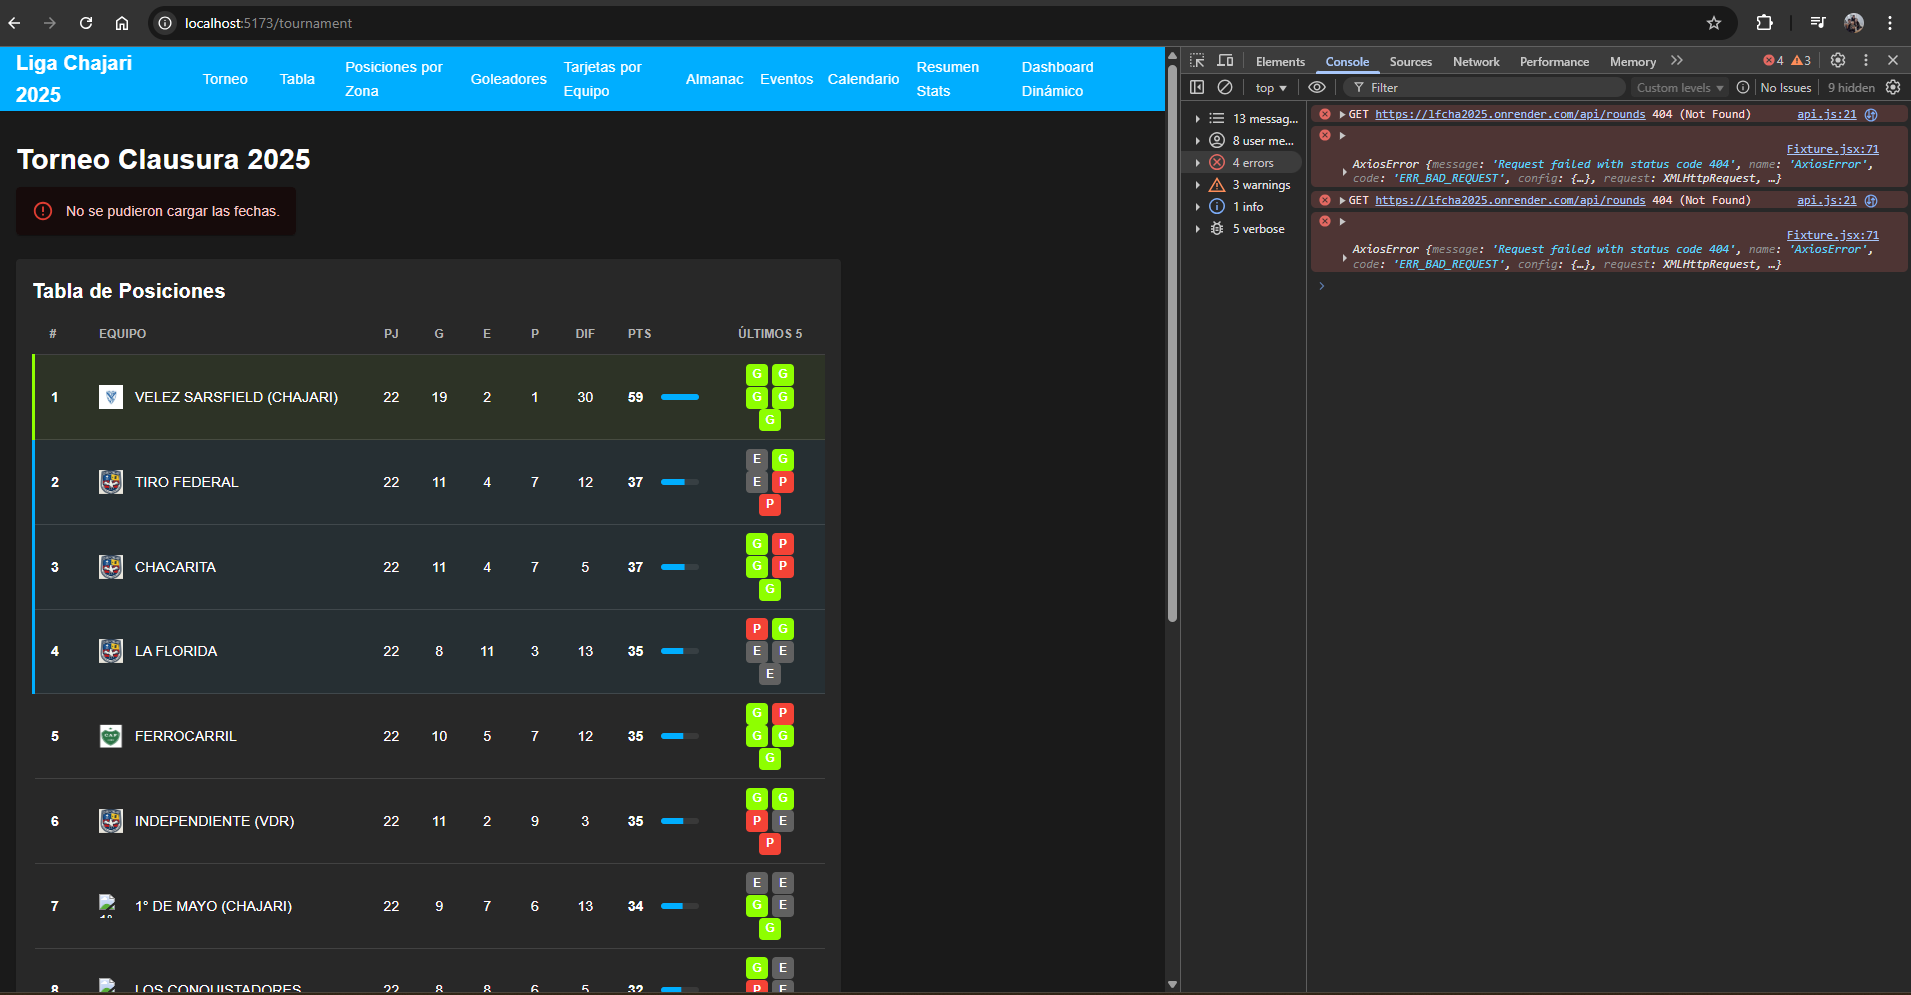 localhost:5173/tournament
Liga Chajari
2025
Torneo
Tabla
Posiciones por
Zona
Goleadores
Tarjetas por
Equipo
Almanac
Eventos
Calendario
Resumen
Stats
Dashboard
Dinámico
Torneo Clausura 2025
No se pudieron cargar las fechas.
Tabla de Posiciones
# EQUIPO PJ G E P DIF PTS ÚLTIMOS 5
1 VELEZ SARSFIELD (CHAJARI) 22 19 2 1 30 59
G G
G G
G
2 TIRO FEDERAL 22 11 4 7 12 37
E G
E P
P
3 CHACARITA 22 11 4 7 5 37
G P
G P
G
4 LA FLORIDA 22 8 11 3 13 35
P G
E E
E
5 FERROCARRIL 22 10 5 7 12 35
G P
G G
G
6 INDEPENDIENTE (VDR) 22 11 2 9 3 35
G G
P E
P
7 1° DE MAYO (CHAJARI) 22 9 7 6 13 34
E E
G E
G
8 LOS CONQUISTADORES 22 8 8 6 5 32
G E
P E
Elements Console Sources Network Performance Memory 4 3
top Filter Custom levels No Issues 9 hidden
13 messag...
8 user me...
4 errors
3 warnings
1 info
5 verbose
GET https://lfcha2025.onrender.com/api/rounds 404 (Not Found) api.js:21
Fixture.jsx:71
AxiosError {message: 'Request failed with status code 404', name: 'AxiosError',
code: 'ERR_BAD_REQUEST', config: {…}, request: XMLHttpRequest, …}
GET https://lfcha2025.onrender.com/api/rounds 404 (Not Found) api.js:21
Fixture.jsx:71
AxiosError {message: 'Request failed with status code 404', name: 'AxiosError',
code: 'ERR_BAD_REQUEST', config: {…}, request: XMLHttpRequest, …}